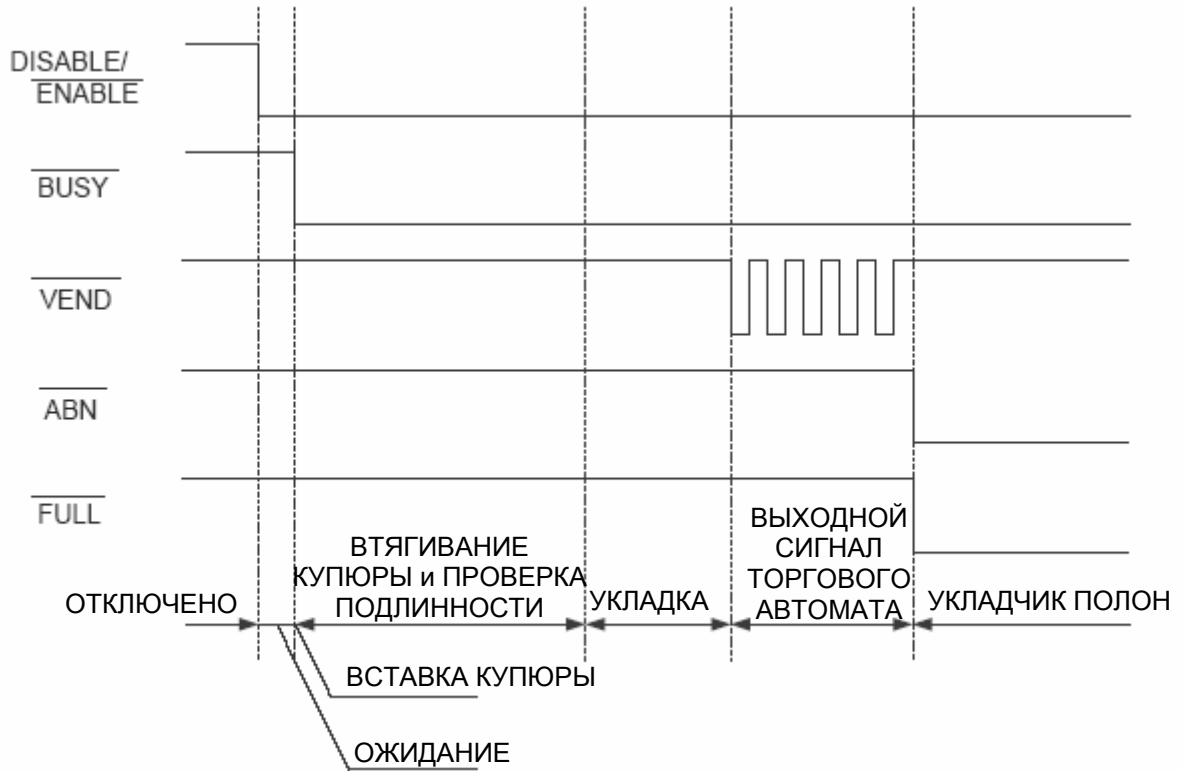 DISABLE/
ENABLE
BUSY
VEND
ABN
FULL
ВТЯГИВАНИЕ
КУПЮРЫ и ПРОВЕРКА
ПОДЛИННОСТИ
ВЫХОДНОЙ
СИГНАЛ
ТОРГОВОГО
АВТОМАТА
ОТКЛЮЧЕНО
УКЛАДКА
УКЛАДЧИК ПОЛОН
ВСТАВКА КУПЮРЫ
ОЖИДАНИЕ